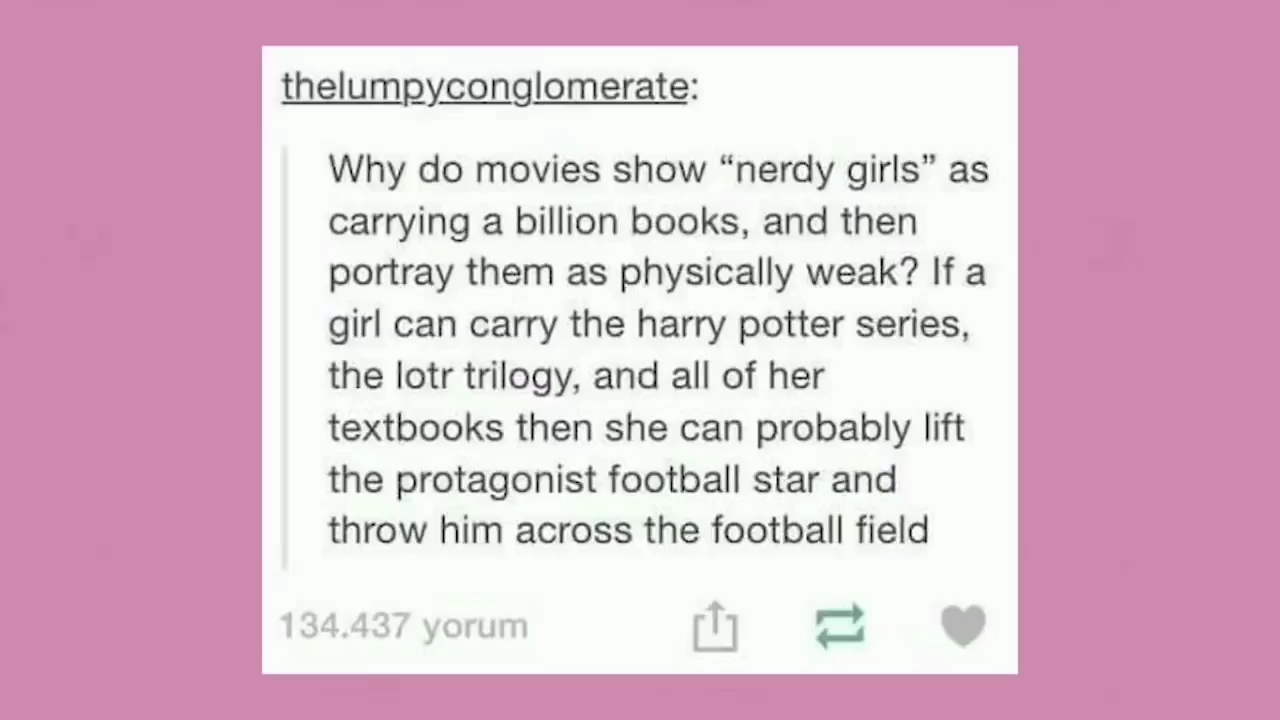 thelumpyconglomerate:
Why do movies show “nerdy girls” as
carrying a billion books, and then
portray them as physically weak? If a
girl can carry the harry potter series,
the lotr trilogy, and all of her
textbooks then she can probably lift
the protagonist football star and
throw him across the football field
134.437 yorum